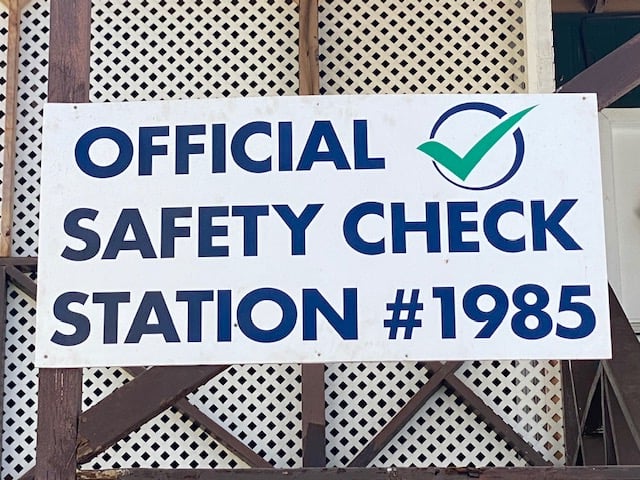 OFFICIAL
SAFETY CHECK
STATION #1985